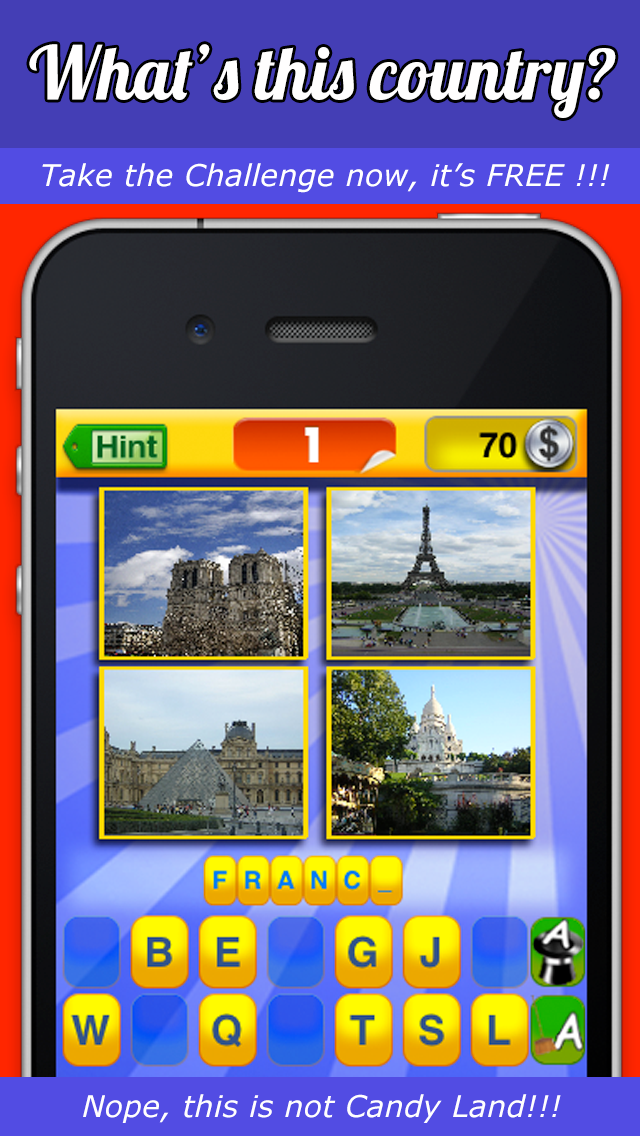 What's this country?
Take the Challenge now, it's FREE !!!
Hint 1 70 $
F R A N C _
B E G J A
W Q T S L A
Nope, this is not Candy Land!!!